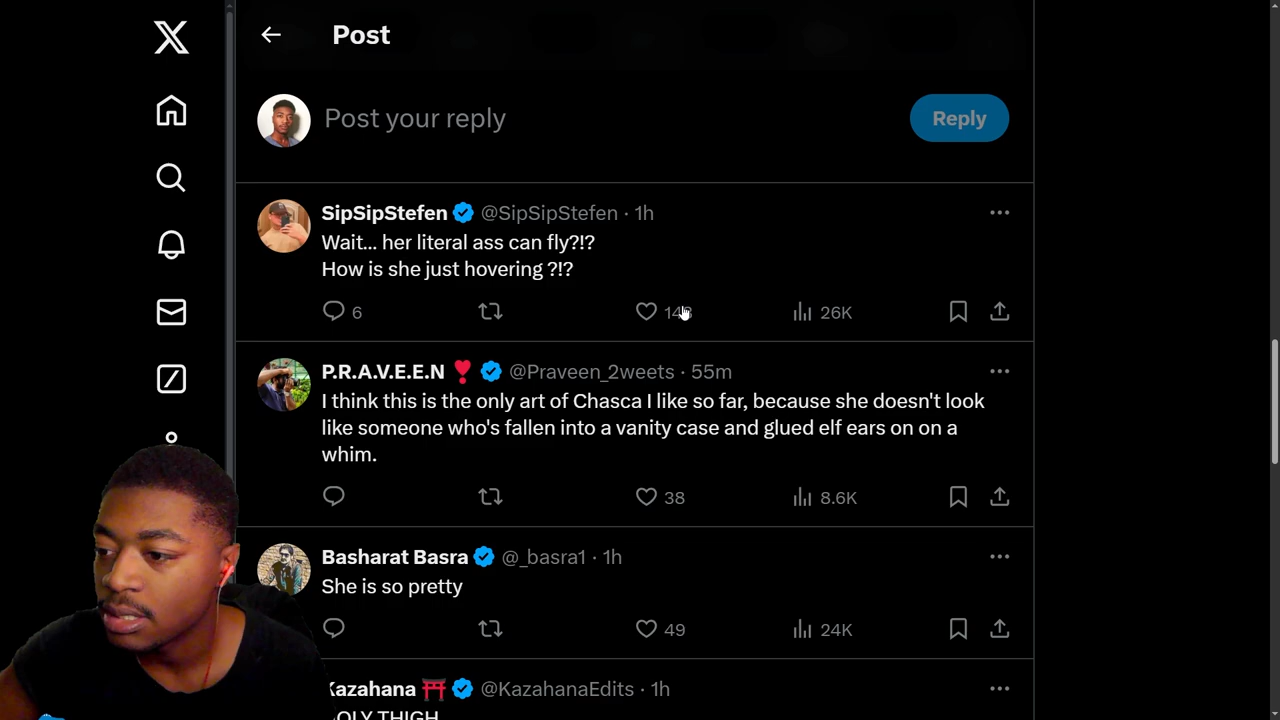 Post
Post your reply
Reply
SipSipStefen @SipSipStefen · 1h
Wait... her literal ass can fly?!?
How is she just hovering ?!?
6 26K
P.R.A.V.E.E.N ❣️ @Praveen_2weets · 55m
I think this is the only art of Chasca I like so far, because she doesn't look
like someone who's fallen into a vanity case and glued elf ears on on a
whim.
38 8.6K
Basharat Basra @_basra1 · 1h
She is so pretty
49 24K
Kazahana ⛩️ @KazahanaEdits · 1h
THIGH